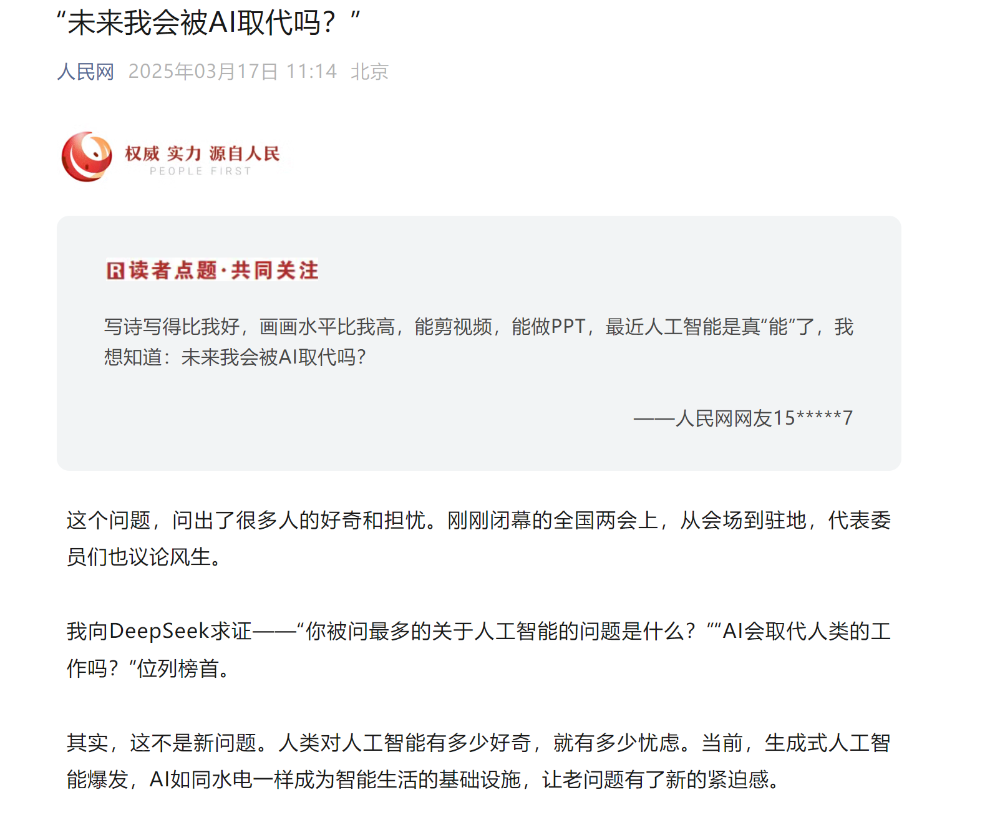 “未来我会被AI取代吗？”
人民网 2025年03月17日 11:14 北京
权威 实力 源自人民
PEOPLE FIRST
R读者点题·共同关注
写诗写得比我好，画画水平比我高，能剪视频，能做PPT，最近人工智能是真“能”了，我
想知道：未来我会被AI取代吗？
——人民网网友15*****7
这个问题，问出了很多人的好奇和担忧。刚刚闭幕的全国两会上，从会场到驻地，代表委
员们也议论风生。
我向DeepSeek求证——“你被问最多的关于人工智能的问题是什么？”“AI会取代人类的工
作吗？”位列榜首。
其实，这不是新问题。人类对人工智能有多少好奇，就有多少忧虑。当前，生成式人工智
能爆发，AI如同水电一样成为智能生活的基础设施，让老问题有了新的紧迫感。